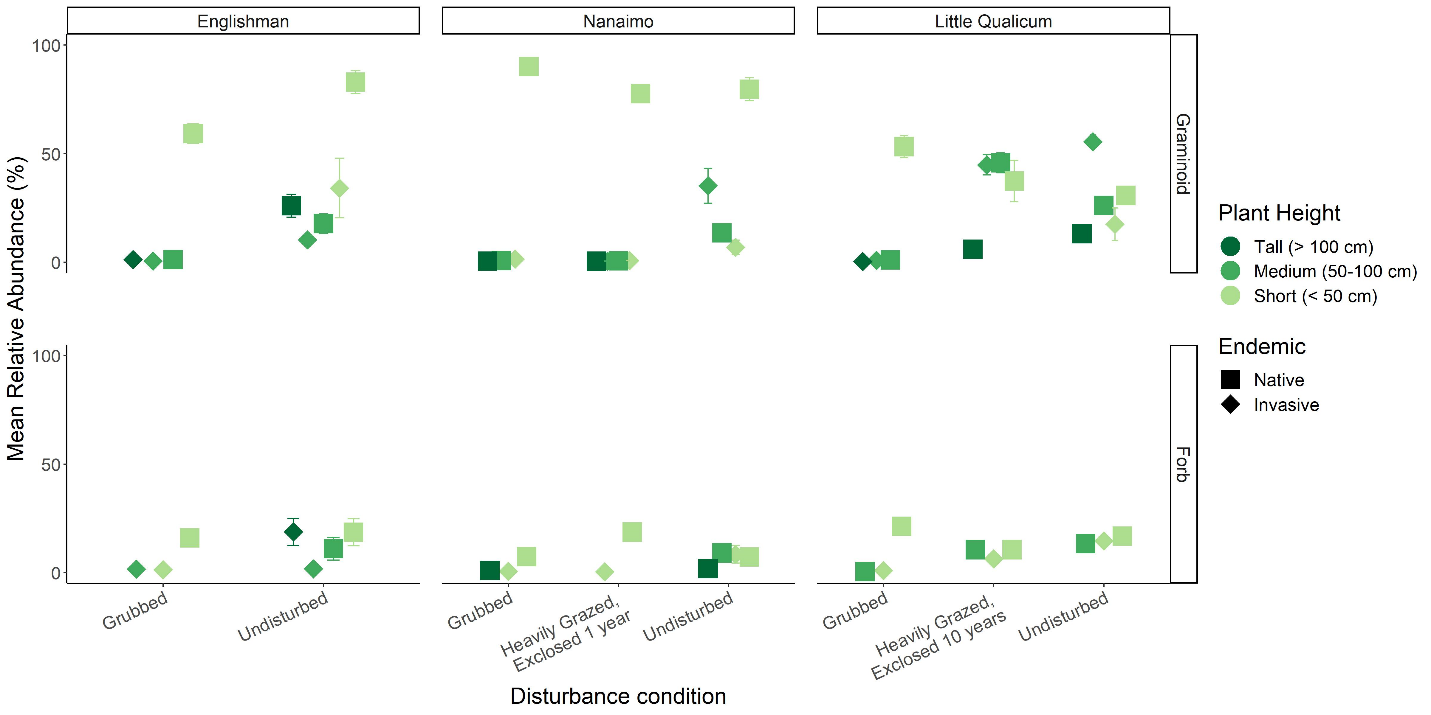 Englishman
Nanaimo
Little Qualicum
Mean Relative Abundance (%)
100
50
0
Graminoid
100
50
0
Forb
Grubbed
Undisturbed
Grubbed
Heavily Grazed,
Exclosed 1 year
Undisturbed
Grubbed
Heavily Grazed,
Exclosed 10 years
Undisturbed
Disturbance condition
Plant Height
Tall (> 100 cm)
Medium (50-100 cm)
Short (< 50 cm)
Endemic
Native
Invasive